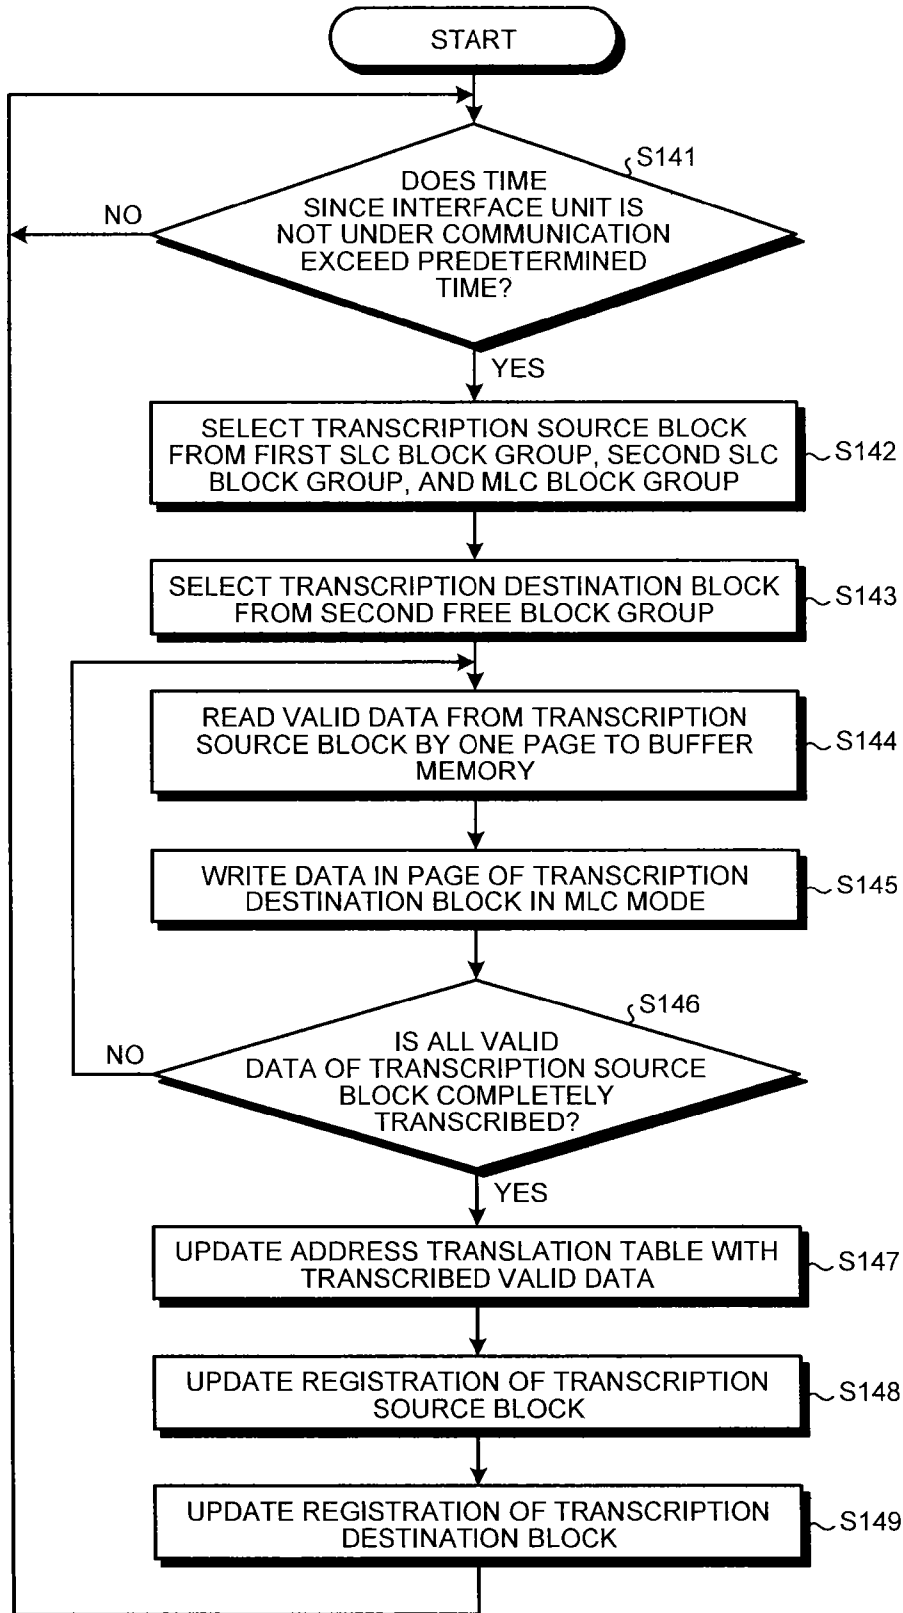 START
S141
DOES TIME
SINCE INTERFACE UNIT IS
NO
NOT UNDER COMMUNICATION
EXCEED PREDETERMINED
TIME?
YES
SELECT TRANSCRIPTION SOURCE BLOCK
FROM FIRST SLC BLOCK GROUP, SECOND SLC
BLOCK GROUP, AND MLC BLOCK GROUP
S142
SELECT TRANSCRIPTION DESTINATION BLOCK
FROM SECOND FREE BLOCK GROUP
S143
READ VALID DATA FROM TRANSCRIPTION
SOURCE BLOCK BY ONE PAGE TO BUFFER
MEMORY
S144
WRITE DATA IN PAGE OF TRANSCRIPTION
DESTINATION BLOCK IN MLC MODE
S145
S146
IS ALL VALID
NO
DATA OF TRANSCRIPTION SOURCE
BLOCK COMPLETELY
TRANSCRIBED?
YES
UPDATE ADDRESS TRANSLATION TABLE WITH
TRANSCRIBED VALID DATA
S147
UPDATE REGISTRATION OF TRANSCRIPTION
SOURCE BLOCK
S148
UPDATE REGISTRATION OF TRANSCRIPTION
DESTINATION BLOCK
S149